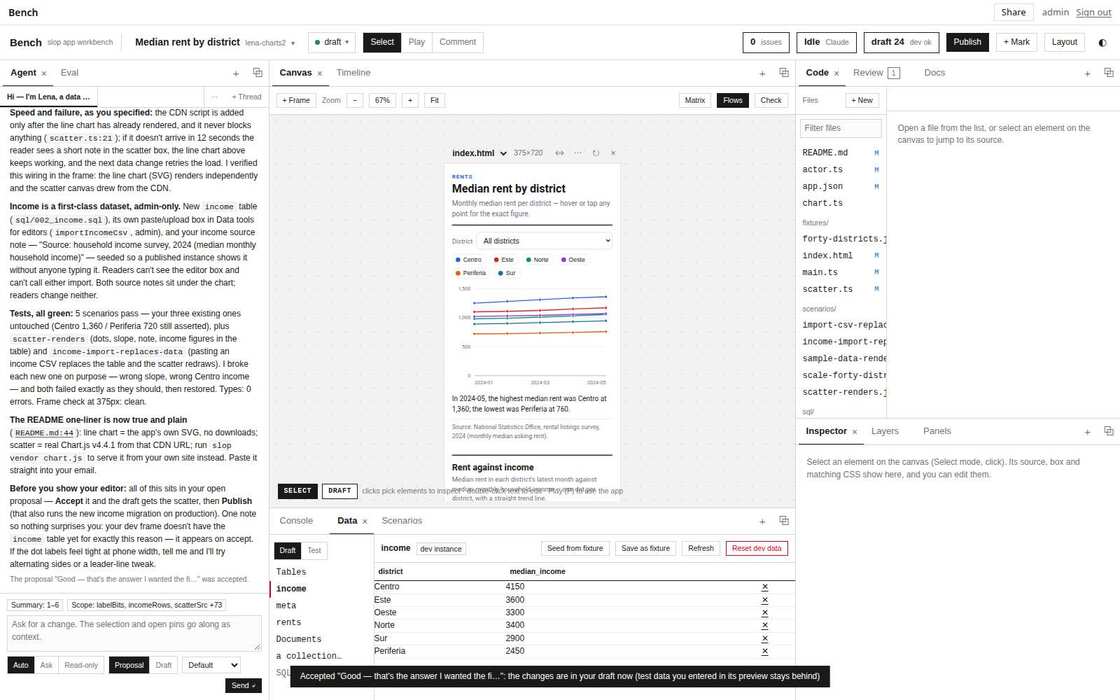 Bench
Share admin Sign out
Bench slop app workbench Median rent by district lena-charts2 draft Select Play Comment 0 issues Idle Claude draft 24 dev ok Publish + Mark Layout
Agent × Eval +
Hi — I'm Lena, a data ... ··· + Thread
Speed and failure, as you specified: the CDN script is added
only after the line chart has already rendered, and it never blocks
anything ( scatter.ts:21 ); if it doesn't arrive in 12 seconds the
reader sees a short note in the scatter box, the line chart above
keeps working, and the next data change retries the load. I verified
this wiring in the frame: the line chart (SVG) renders independently
and the scatter canvas drew from the CDN.
Income is a first-class dataset, admin-only. New income table
( sql/002_income.sql ), its own paste/upload box in Data tools
for editors ( importIncomeCsv , admin), and your income source
note — "Source: household income survey, 2024 (median monthly
household income)" — seeded so a published instance shows it
without anyone typing it. Readers can't see the editor box and
can't call either import. Both source notes sit under the chart;
readers change neither.
Tests, all green: 5 scenarios pass — your three existing ones
untouched (Centro 1,360 / Periferia 720 still asserted), plus
scatter-renders (dots, slope, note, income figures in the
table) and income-import-replaces-data (pasting an
income CSV replaces the table and the scatter redraws). I broke
each new one on purpose — wrong slope, wrong Centro income
— and both failed exactly as they should, then restored. Types: 0
errors. Frame check at 375px: clean.
The README one-liner is now true and plain
( README.md:44 ): line chart = the app's own SVG, no downloads;
scatter = real Chart.js v4.4.1 from that CDN URL; run slop
vendor chart.js to serve it from your own site instead. Paste it
straight into your email.
Before you show your editor: all of this sits in your open
proposal — Accept it and the draft gets the scatter, then Publish
(that also runs the new income migration on production). One
note so nothing surprises you: your dev frame doesn't have the
income table yet for exactly this reason — it appears on accept.
If the dot labels feel tight at phone width, tell me and I'll try
alternating sides or a leader-line tweak.
The proposal "Good — that's the answer I wanted the fi…" was accepted.
Summary: 1–6 Scope: labelBits, incomeRows, scatterSrc +73
Ask for a change. The selection and open pins go along as
context.
Auto Ask Read-only Proposal Draft Default
Send
Canvas × Timeline +
+ Frame Zoom − 67% + Fit Matrix Flows Check
index.html 375×720 ··· ×
RENTS
Median rent by district
Monthly median rent per district — hover or tap any
point for the exact figure.
District All districts
Centro Este Norte Oeste
Periferia Sur
1,500
1,000
500
0
2024-01 2024-03 2024-05
In 2024-05, the highest median rent was Centro at
1,360; the lowest was Periferia at 760.
Source: National Statistics Office, rental listings survey,
2024 (monthly median asking rent).
Rent against income
Median rent in each district's latest month against
district, with a straight trend line.
SELECT DRAFT clicks pick elements to inspect
Console Data × Scenarios +
Draft Test
Tables
income
meta
rents
Documents
a collection…
income dev instance Seed from fixture Save as fixture Refresh Reset dev data
district median_income
Centro 4150 ×
Este 3600 ×
Oeste 3300 ×
Norte 3400 ×
Sur 2900 ×
Periferia 2450 ×
Accepted "Good — that's the answer I wanted the fi…": the changes are in your draft now (test data you entered in its preview stays behind)
Code × Review 1 Docs +
Files + New
Filter files
README.md M
actor.ts M
app.json M
chart.ts
fixtures/
forty-districts.j
index.html M
main.ts M
scatter.ts M
scenarios/
import-csv-replac
income-import-rep
sample-data-rende
scale-forty-distr
scatter-renders.j
sql/
Open a file from the list, or select an element on the
canvas to jump to its source.
Inspector × Layers Panels +
Select an element on the canvas (Select mode, click). Its source, box and
matching CSS show here, and you can edit them.